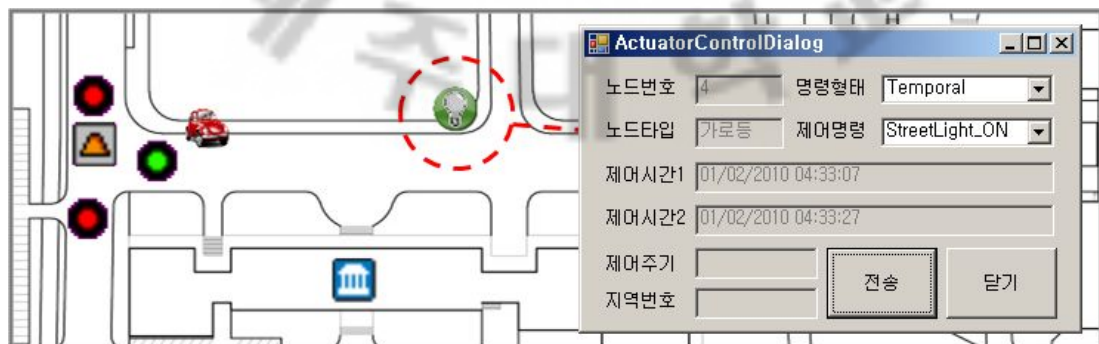 ActuatorControlDialog
노드번호 4 명령형태 Temporal
노드타입 가로등 제어명령 StreetLight_ON
제어시간1 01/02/2010 04:33:07
제어시간2 01/02/2010 04:33:27
제어주기
지역번호
전송 닫기